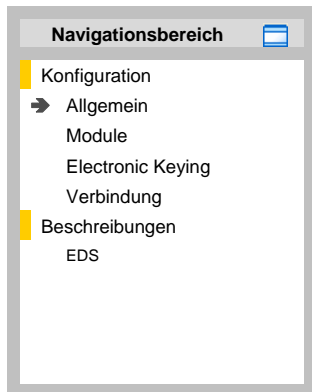 Navigationsbereich
Konfiguration
Allgemein
Module
Electronic Keying
Verbindung
Beschreibungen
EDS